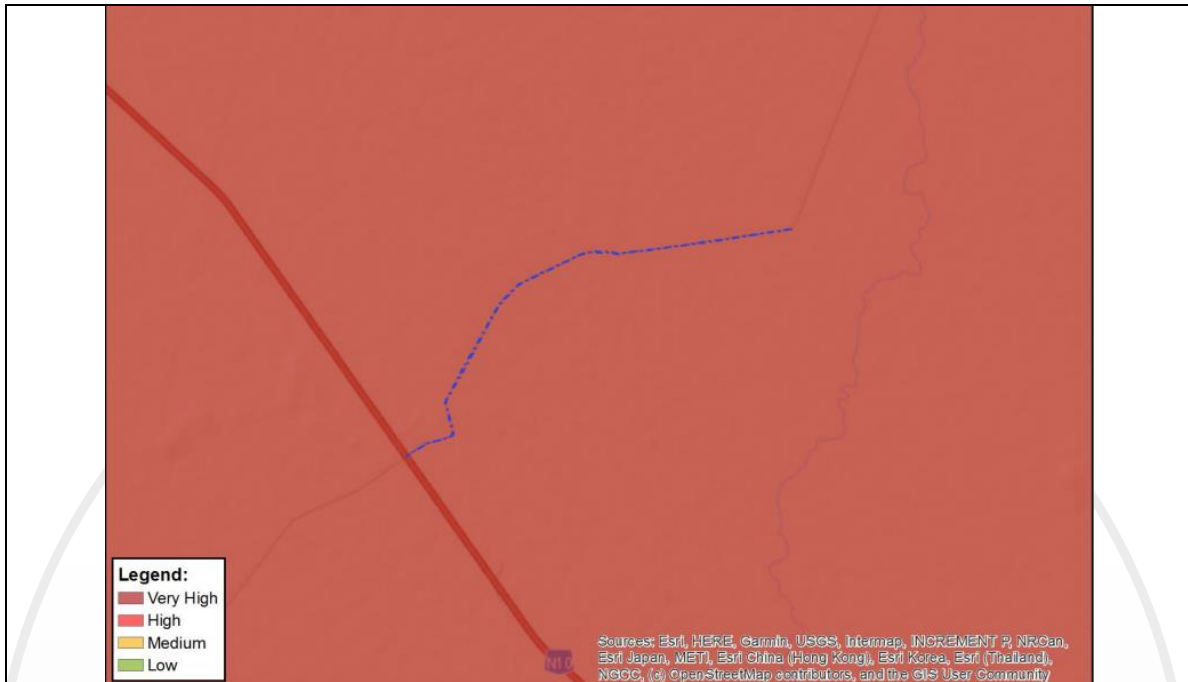 Legend:
Very High
High
Medium
Low
N10
Sources: Esri, HERE, Garmin, USGS, Intermap, INCREMENT P, NRCan,
Esri Japan, METI, Esri China (Hong Kong), Esri Korea, Esri (Thailand),
NGCC, (c) OpenStreetMap contributors, and the GIS User Community